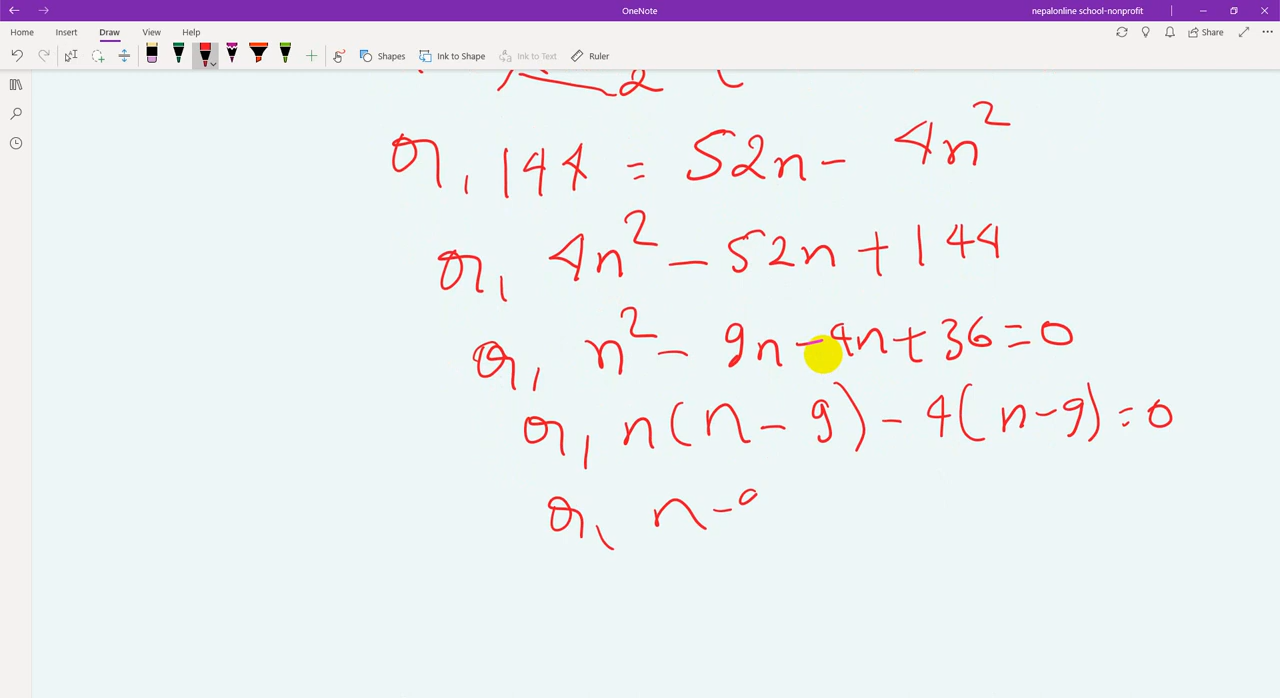 OneNote
nepalonline school-nonprofit
Home Insert Draw View Help
Share
Shapes Ink to Shape Ink to Text Ruler
2
or, 144 = 52n - 4n²
or, 4n² - 52n + 144
or, n² - 9n - 4n + 36 = 0
or, n(n - 9) - 4(n - 9) = 0
or, n -